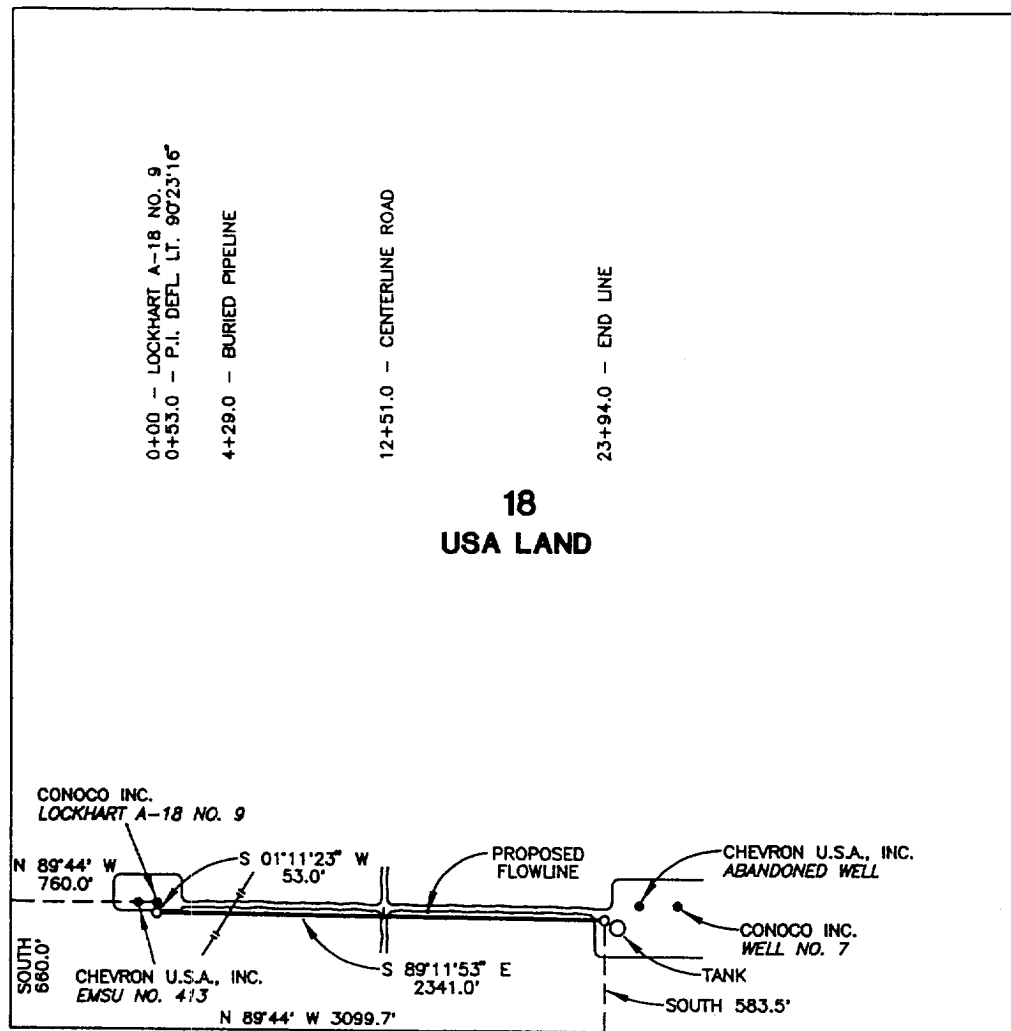 0+00 – LOCKHART A-18 NO. 9
0+53.0 – P.I. DEFL. LT. 90°23'16"
4+29.0 – BURIED PIPELINE
12+51.0 – CENTERLINE ROAD
23+94.0 – END LINE
18
USA LAND
CONOCO INC.
LOCKHART A-18 NO. 9
N 89°44' W
760.0'
S 01°11'23" W
53.0'
PROPOSED
FLOWLINE
CHEVRON U.S.A., INC.
ABANDONED WELL
CONOCO INC.
WELL NO. 7
SOUTH
660.0'
CHEVRON U.S.A., INC.
EMSU NO. 413
S 89°11'53" E
2341.0'
TANK
SOUTH 583.5'
N 89°44' W 3099.7'